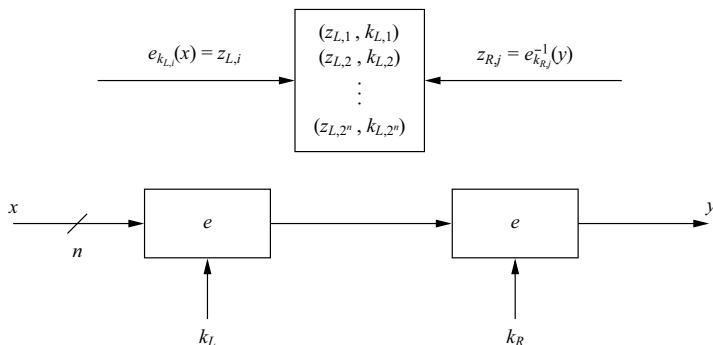 e_{k_{L,i}}(x) = z_{L,i}
(z_{L,1} , k_{L,1})
(z_{L,2} , k_{L,2})
⋮
(z_{L,2^n} , k_{L,2^n})
z_{R,j} = e^{-1}_{k_{R,j}}(y)
x
n
e
e
y
k_L
k_R